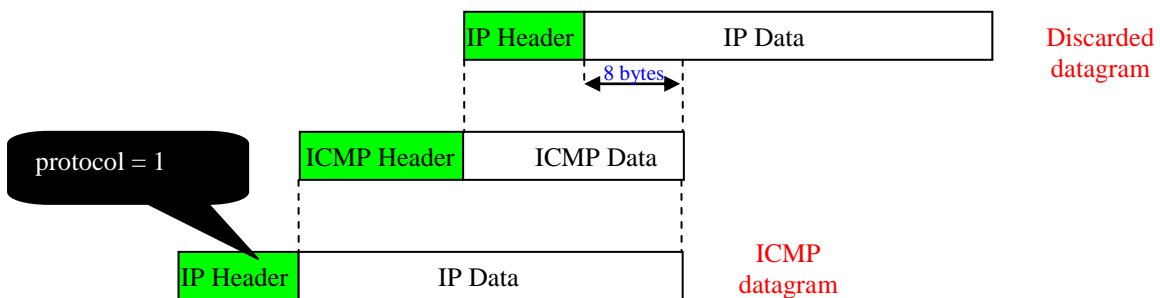 IP Header
IP Data
Discarded
datagram
8 bytes
protocol = 1
ICMP Header
ICMP Data
IP Header
IP Data
ICMP
datagram